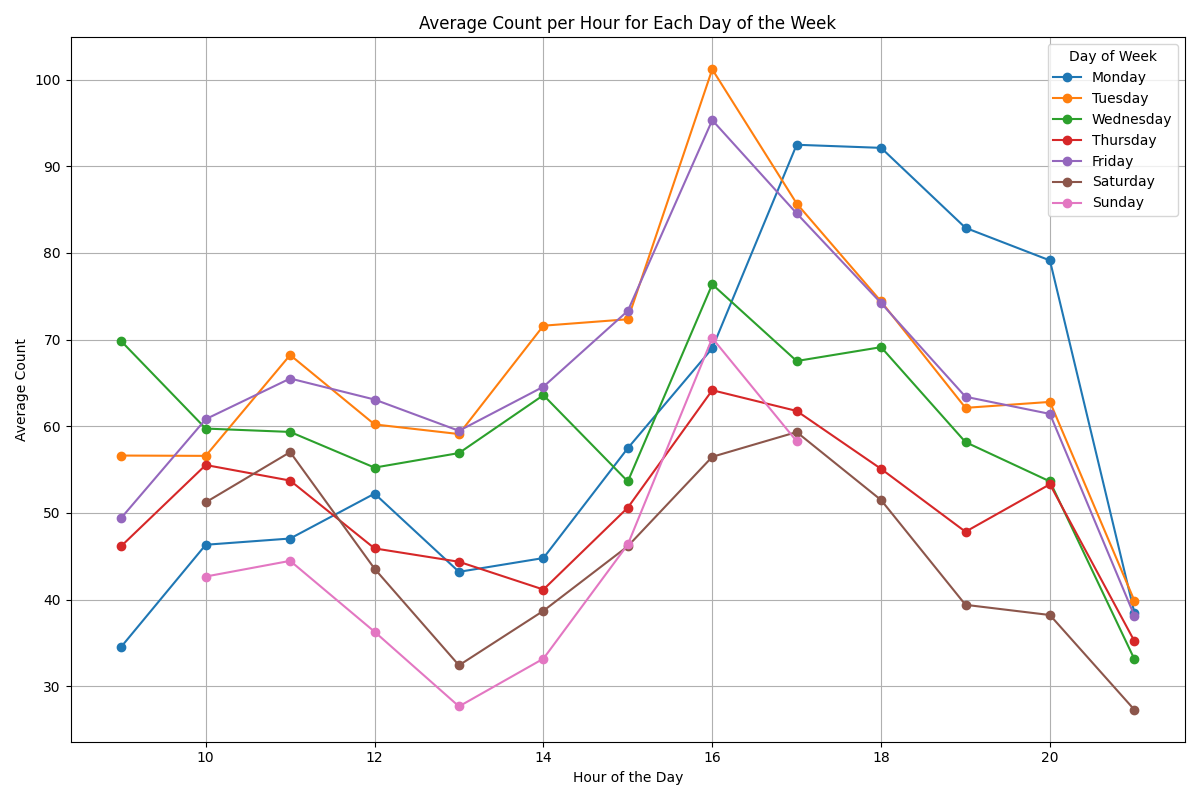 Average Count per Hour for Each Day of the Week
Average Count
100
90
80
70
60
50
40
30
10
12
14
16
18
20
Hour of the Day
Day of Week
Monday
Tuesday
Wednesday
Thursday
Friday
Saturday
Sunday